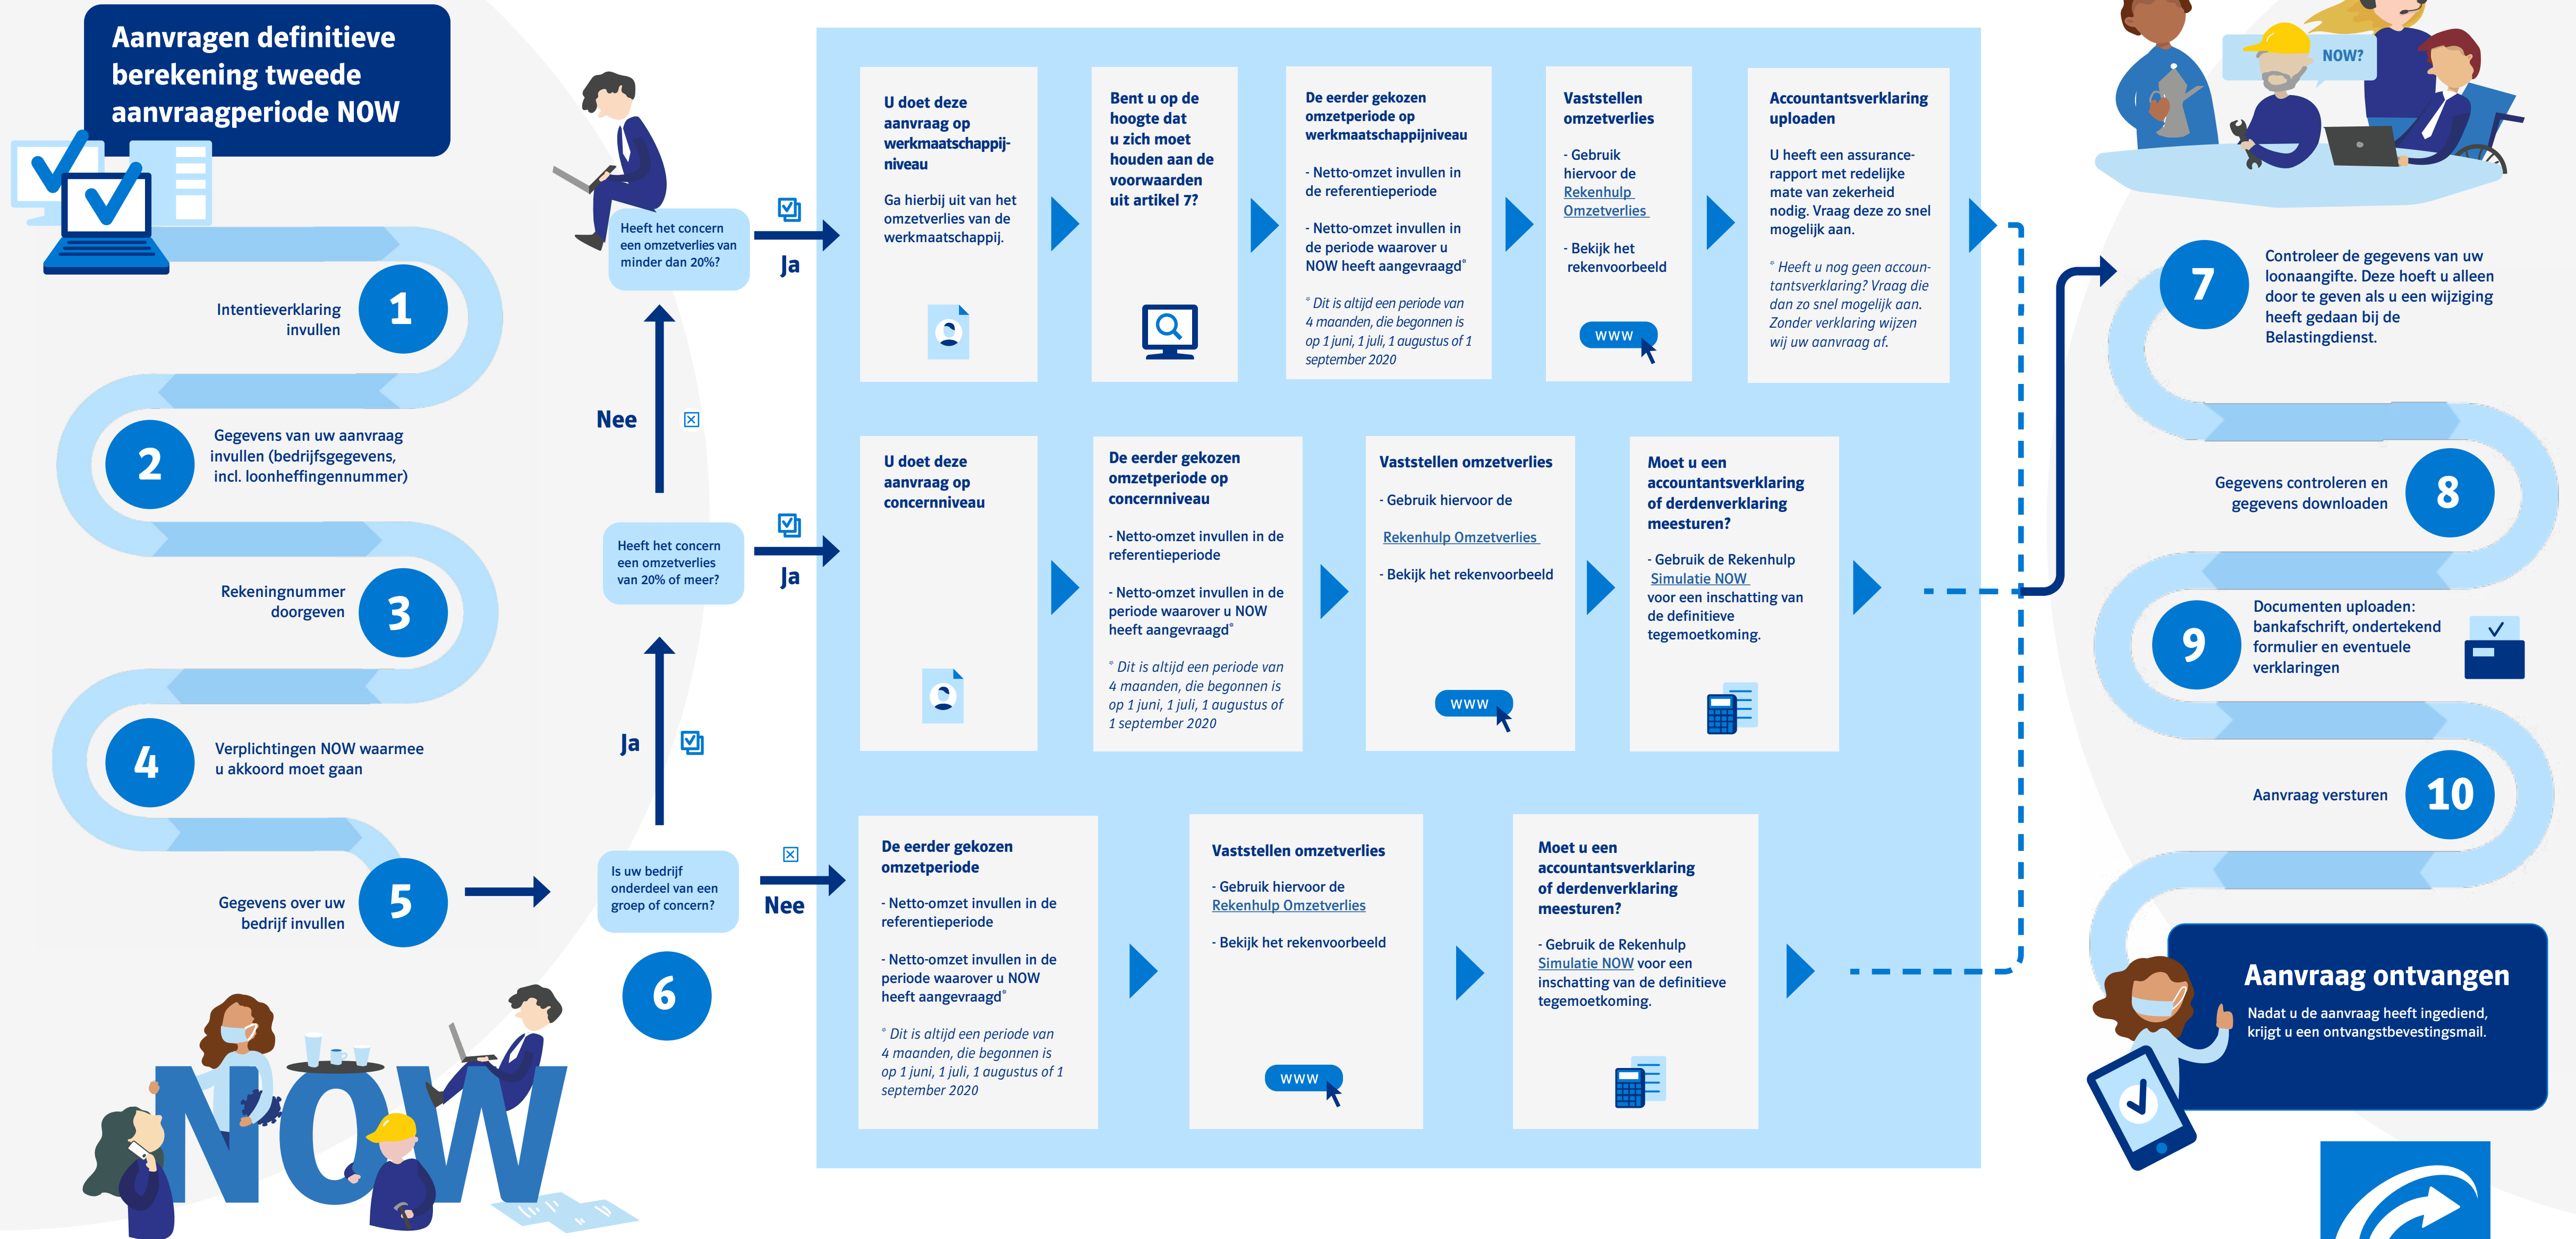 Aanvragen definitieve
berekening tweede
aanvraagperiode NOW
1
Intentieverklaring
invullen
2
Gegevens van uw aanvraag
invullen (bedrijfsgegevens,
incl. loonheffingennummer)
3
Rekeningnummer
doorgeven
4
Verplichtingen NOW waarmee
u akkoord moet gaan
5
Gegevens over uw
bedrijf invullen
6
Is uw bedrijf
onderdeel van een
groep of concern?
Nee
Ja
Heeft het concern
een omzetverlies
van 20% of meer?
Ja
Nee
Heeft het concern
een omzetverlies van
minder dan 20%?
Ja
U doet deze
aanvraag op
werkmaatschappij-
niveau
Ga hierbij uit van het
omzetverlies van de
werkmaatschappij.
Bent u op de
hoogte dat
u zich moet
houden aan de
voorwaarden
uit artikel 7?
De eerder gekozen
omzetperiode op
werkmaatschappijniveau
- Netto-omzet invullen in
de referentieperiode
- Netto-omzet invullen in
de periode waarover u
NOW heeft aangevraagd*
* Dit is altijd een periode van
4 maanden, die begonnen is
op 1 juni, 1 juli, 1 augustus of 1
september 2020
Vaststellen
omzetverlies
- Gebruik
hiervoor de
Rekenhulp
Omzetverlies
- Bekijk het
rekenvoorbeeld
www
Accountantsverklaring
uploaden
U heeft een assurance-
rapport met redelijke
mate van zekerheid
nodig. Vraag deze zo snel
mogelijk aan.
* Heeft u nog geen accoun-
tantsverklaring? Vraag die
dan zo snel mogelijk aan.
Zonder verklaring wijzen
wij uw aanvraag af.
U doet deze
aanvraag op
concernniveau
De eerder gekozen
omzetperiode op
concernniveau
- Netto-omzet invullen in de
referentieperiode
- Netto-omzet invullen in de
periode waarover u NOW
heeft aangevraagd*
* Dit is altijd een periode van
4 maanden, die begonnen is
op 1 juni, 1 juli, 1 augustus of
1 september 2020
Vaststellen omzetverlies
- Gebruik hiervoor de
Rekenhulp Omzetverlies
- Bekijk het rekenvoorbeeld
www
Moet u een
accountantsverklaring
of derdenverklaring
meesturen?
- Gebruik de Rekenhulp
Simulatie NOW
voor een inschatting van
de definitieve
tegemoetkoming.
De eerder gekozen
omzetperiode
- Netto-omzet invullen in de
referentieperiode
- Netto-omzet invullen in de
periode waarover u NOW
heeft aangevraagd*
* Dit is altijd een periode van
4 maanden, die begonnen is
op 1 juni, 1 juli, 1 augustus of 1
september 2020
Vaststellen omzetverlies
- Gebruik hiervoor de
Rekenhulp Omzetverlies
- Bekijk het rekenvoorbeeld
www
Moet u een
accountantsverklaring
of derdenverklaring
meesturen?
- Gebruik de Rekenhulp
Simulatie NOW voor een
inschatting van de definitieve
tegemoetkoming.
NOW?
7
Controleer de gegevens van uw
loonaangifte. Deze hoeft u alleen
door te geven als u een wijziging
heeft gedaan bij de
Belastingdienst.
8
Gegevens controleren en
gegevens downloaden
9
Documenten uploaden:
bankafschrift, ondertekend
formulier en eventuele
verklaringen
10
Aanvraag versturen
Aanvraag ontvangen
Nadat u de aanvraag heeft ingediend,
krijgt u een ontvangstbevestingsmail.
NOW